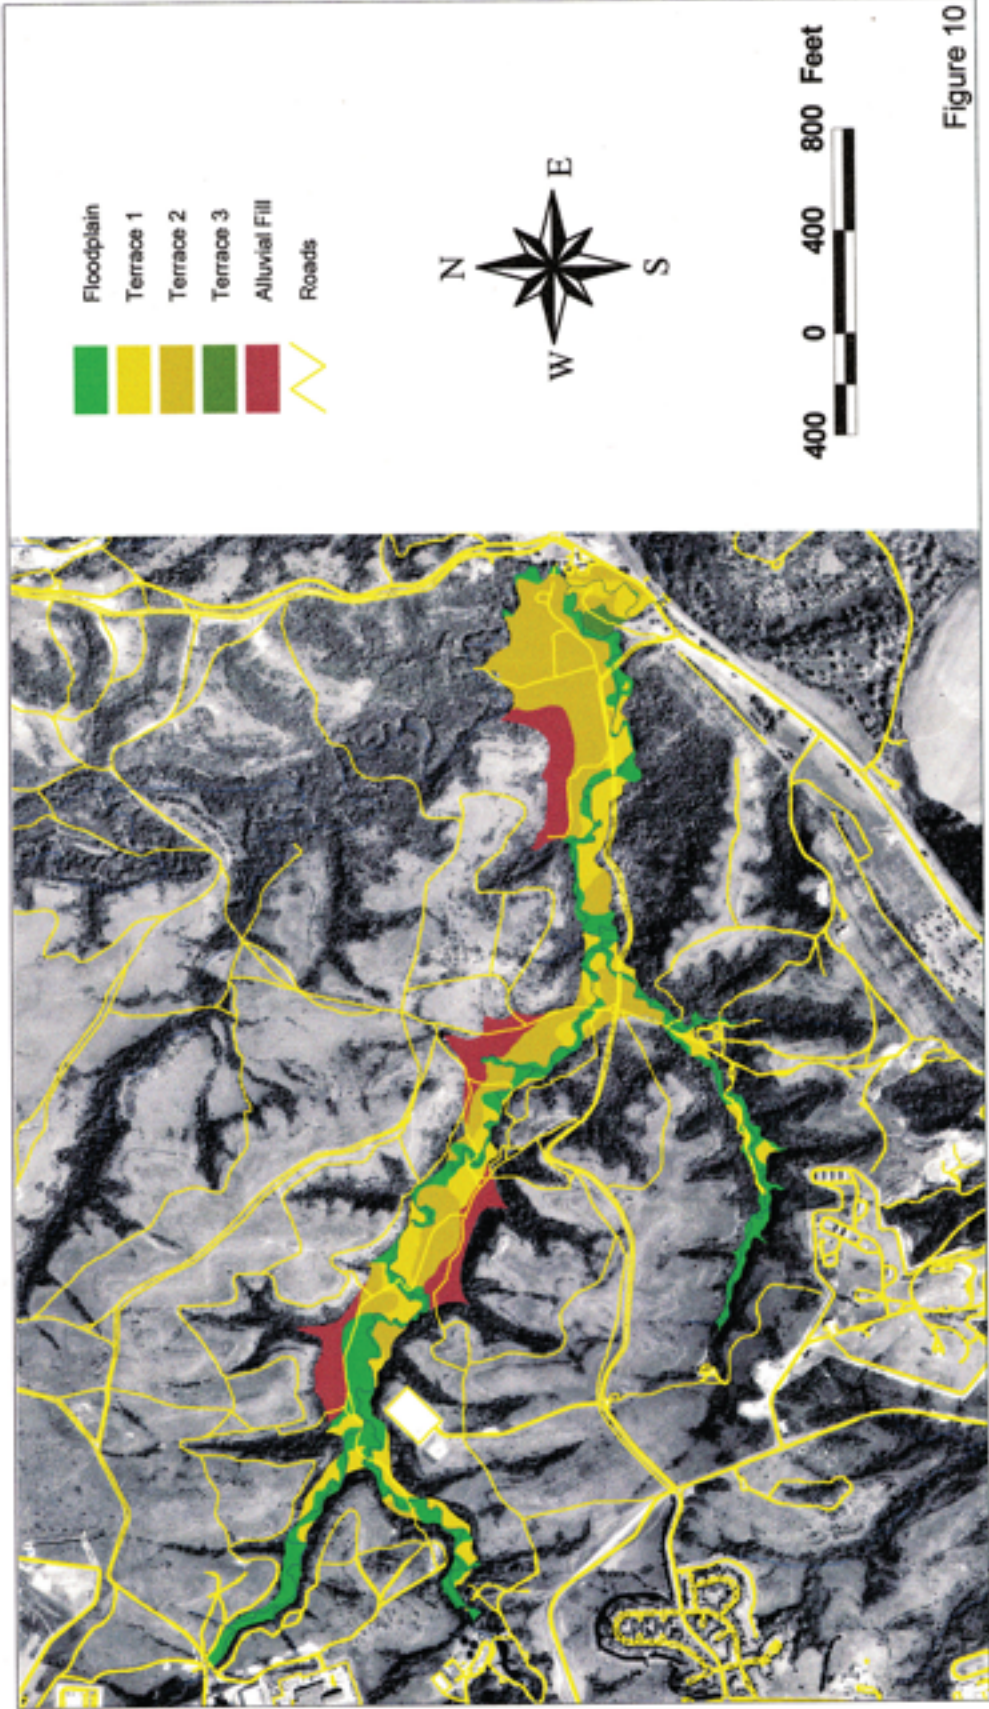 Floodplain
Terrace 1
Terrace 2
Terrace 3
Alluvial Fill
Roads
N
W
E
S
400 0 400 800 Feet
Figure 10